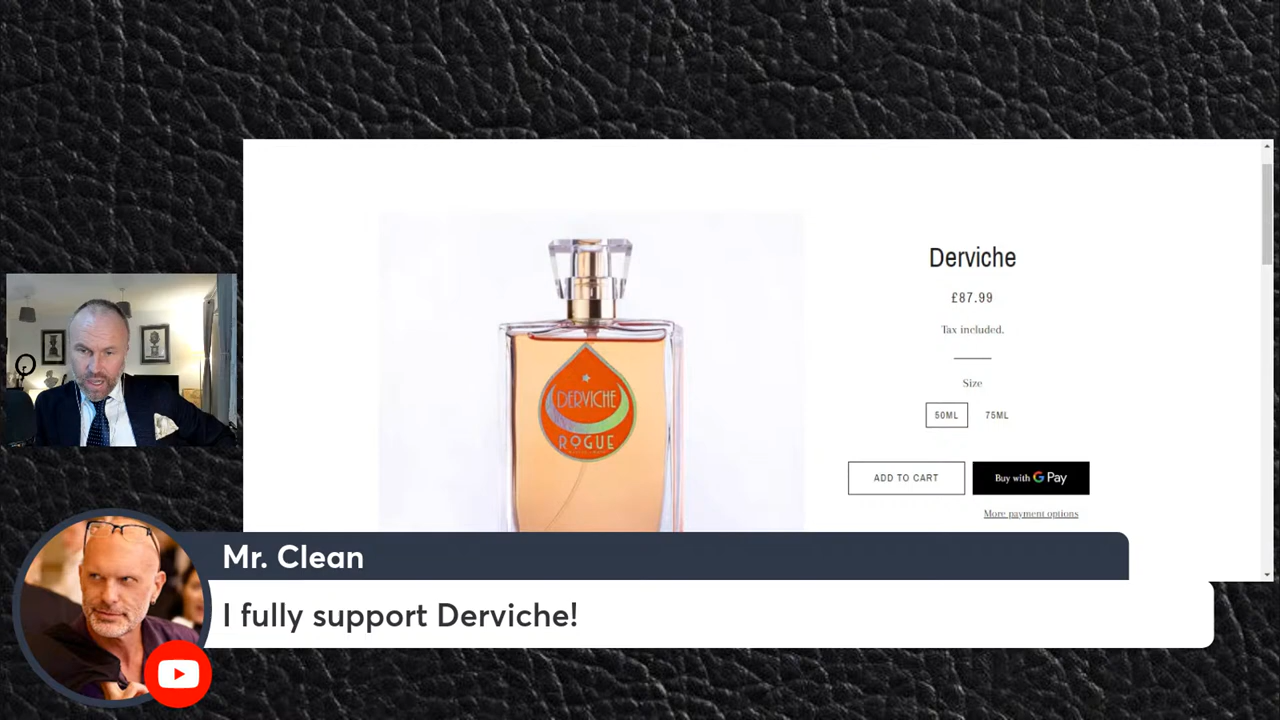 Derviche
£87.99
Tax included.
Size
50ML 75ML
ADD TO CART Buy with G Pay
More payment options
DERVICHE
ROGUE
Mr. Clean
I fully support Derviche!